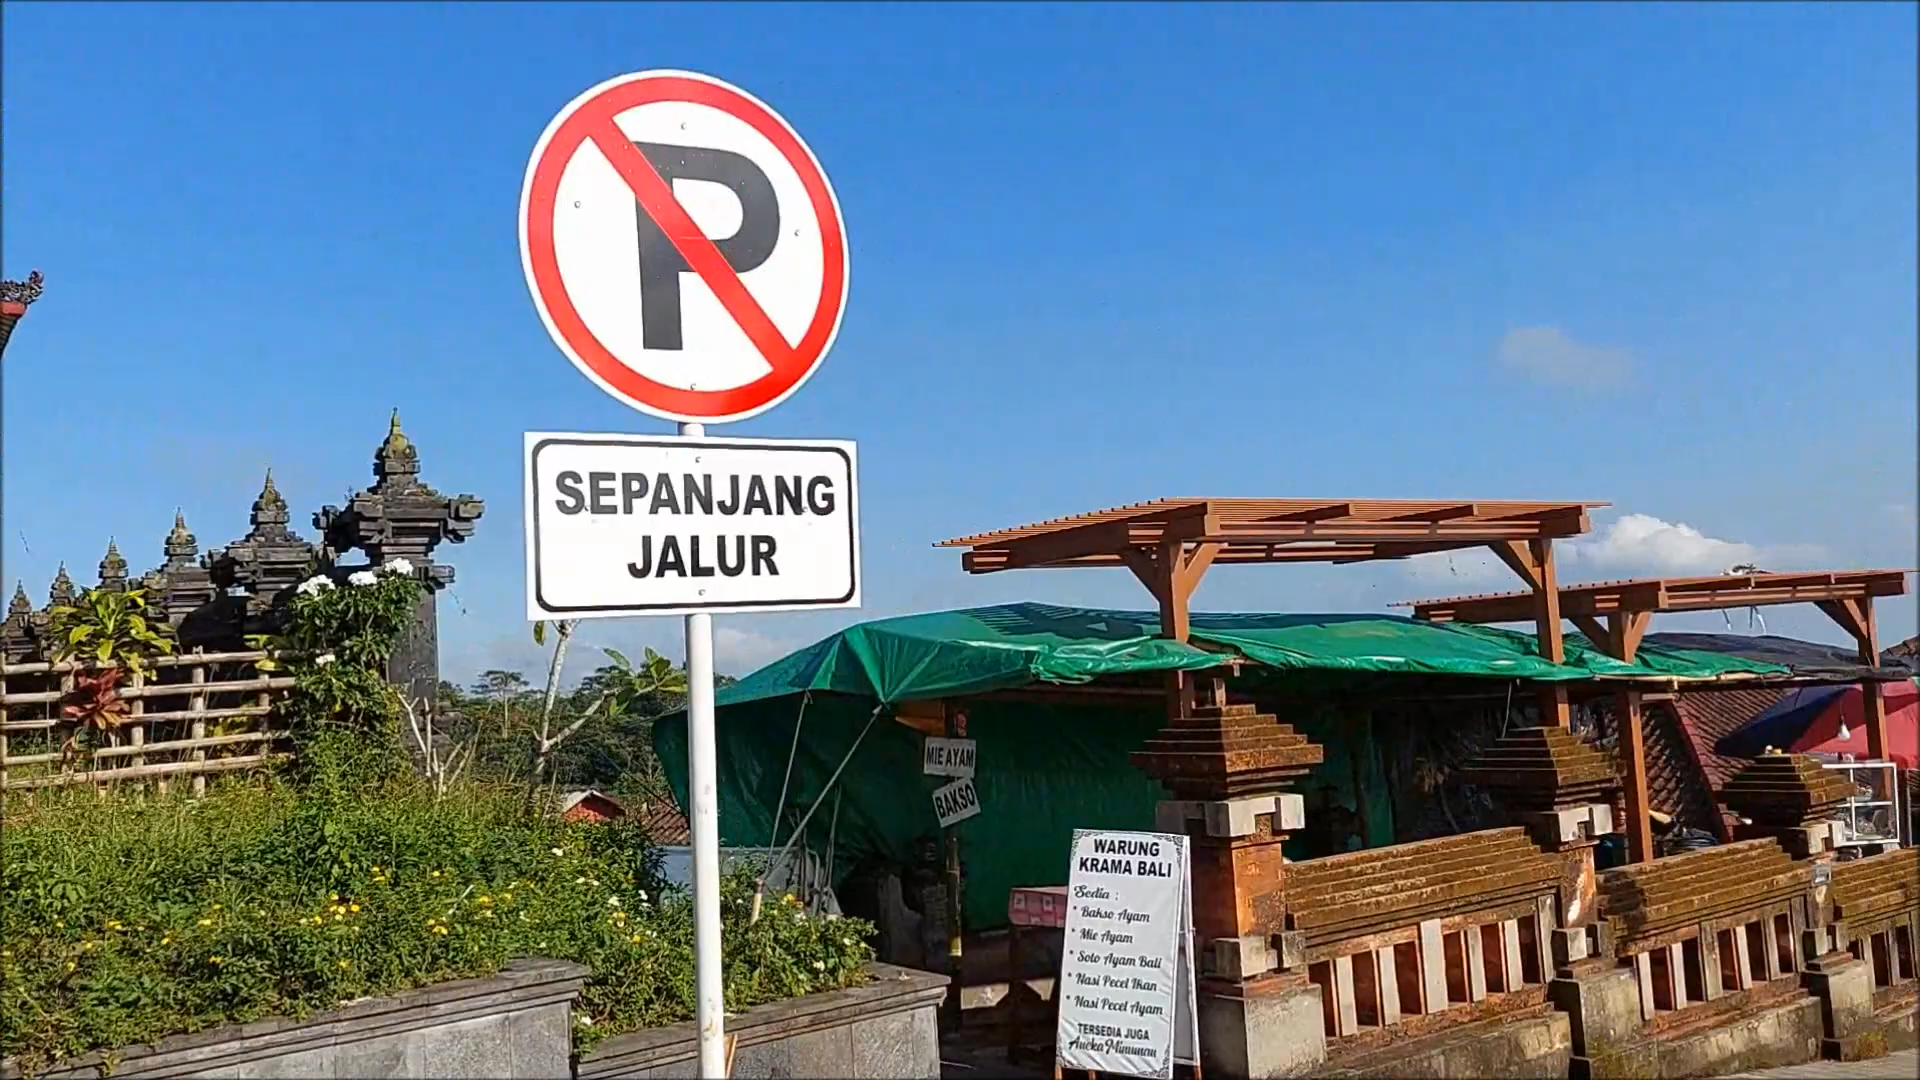 P
SEPANJANG
JALUR
MIE AYAM
BAKSO
WARUNG
KRAMA BALI
Sedia :
* Bakso Ayam
* Mie Ayam
* Soto Ayam Bali
* Nasi Pecel Ikan
* Nasi Pecel Ayam
TERSEDIA JUGA
Aneka Minuman